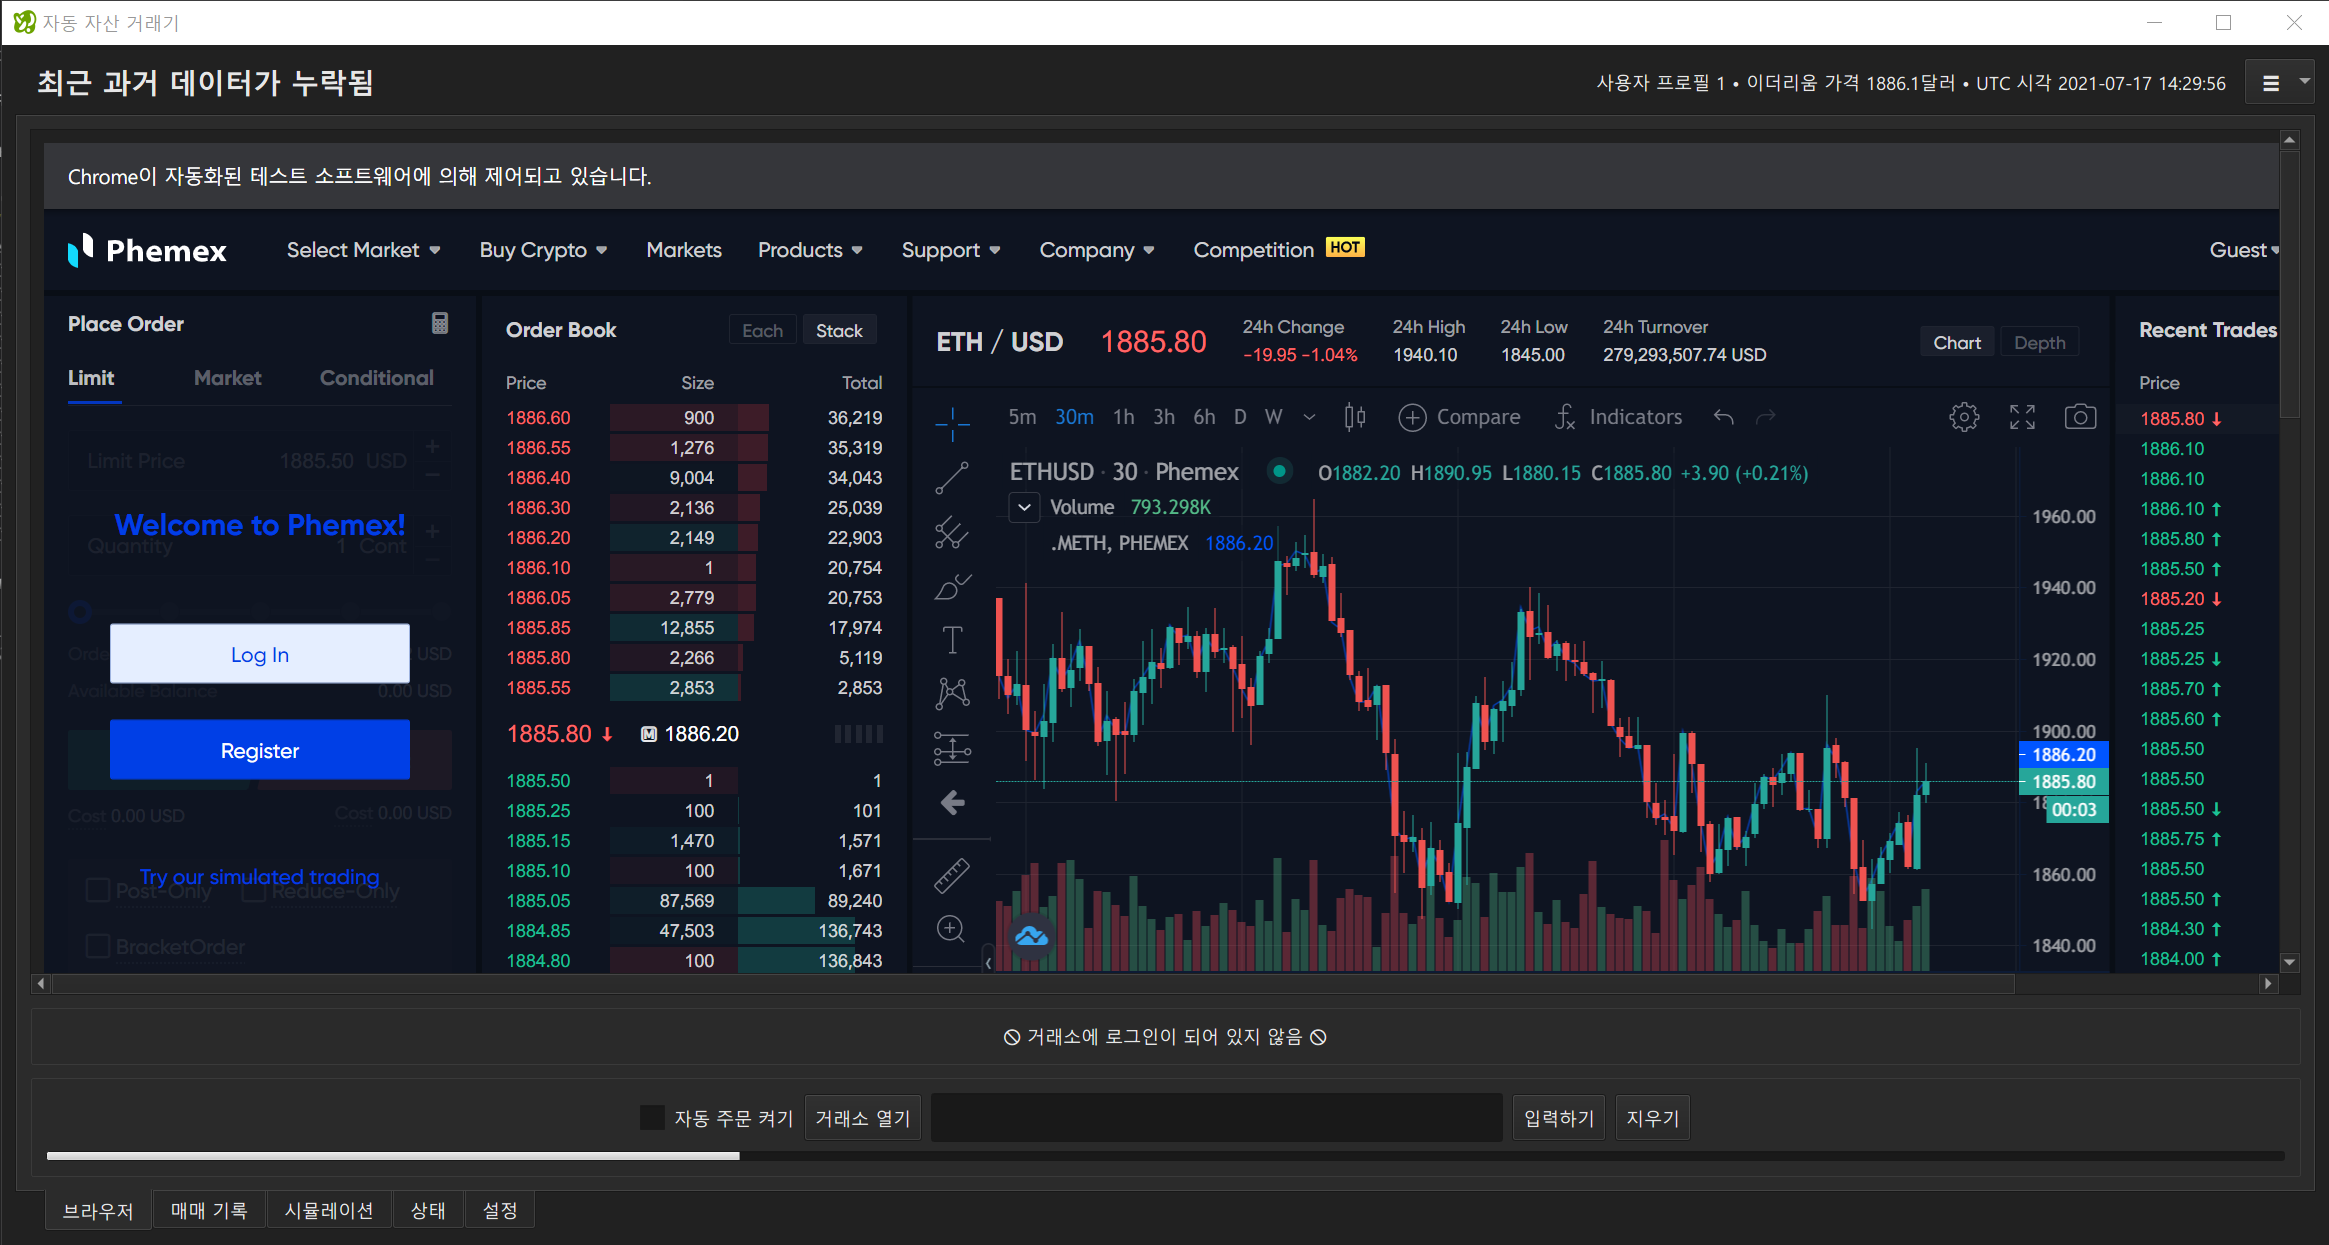 자동 자산 거래기
최근 과거 데이터가 누락됨
사용자 프로필 1 • 이더리움 가격 1886.1달러 • UTC 시각 2021-07-17 14:29:56
Chrome이 자동화된 테스트 소프트웨어에 의해 제어되고 있습니다.
Phemex Select Market Buy Crypto Markets Products Support Company Competition HOT Guest
Place Order
Limit Market Conditional
Limit Price 1885.50 USD
Welcome to Phemex!
Quantity 1 Cont
Log In
USD
Available Balance 0.00 USD
Register
Cost 0.00 USD Cost 0.00 USD
Try our simulated trading
Post-Only Reduce-Only
BracketOrder
Order Book Each Stack
Price Size Total
1886.60 900 36,219
1886.55 1,276 35,319
1886.40 9,004 34,043
1886.30 2,136 25,039
1886.20 2,149 22,903
1886.10 1 20,754
1886.05 2,779 20,753
1885.85 12,855 17,974
1885.80 2,266 5,119
1885.55 2,853 2,853
1885.80 ↓ M 1886.20
1885.50 1 1
1885.25 100 101
1885.15 1,470 1,571
1885.10 100 1,671
1885.05 87,569 89,240
1884.85 47,503 136,743
1884.80 100 136,843
ETH / USD 1885.80
24h Change 24h High 24h Low 24h Turnover
−19.95 −1.04% 1940.10 1845.00 279,293,507.74 USD
Chart Depth
5m 30m 1h 3h 6h D W Compare Indicators
ETHUSD · 30 · Phemex O1882.20 H1890.95 L1880.15 C1885.80 +3.90 (+0.21%)
Volume 793.298K
.METH, PHEMEX 1886.20
1960.00
1940.00
1920.00
1900.00
1886.20
1885.80
00:03
1860.00
1840.00
Recent Trades
Price
1885.80 ↓
1886.10
1886.10
1886.10 ↑
1885.80 ↑
1885.50 ↑
1885.20 ↓
1885.25
1885.25 ↓
1885.70 ↑
1885.60 ↑
1885.50
1885.50
1885.50 ↓
1885.75 ↑
1885.50
1885.50 ↑
1884.30 ↑
1884.00 ↑
거래소에 로그인이 되어 있지 않음
자동 주문 켜기 거래소 열기 입력하기 지우기
브라우저 매매 기록 시뮬레이션 상태 설정